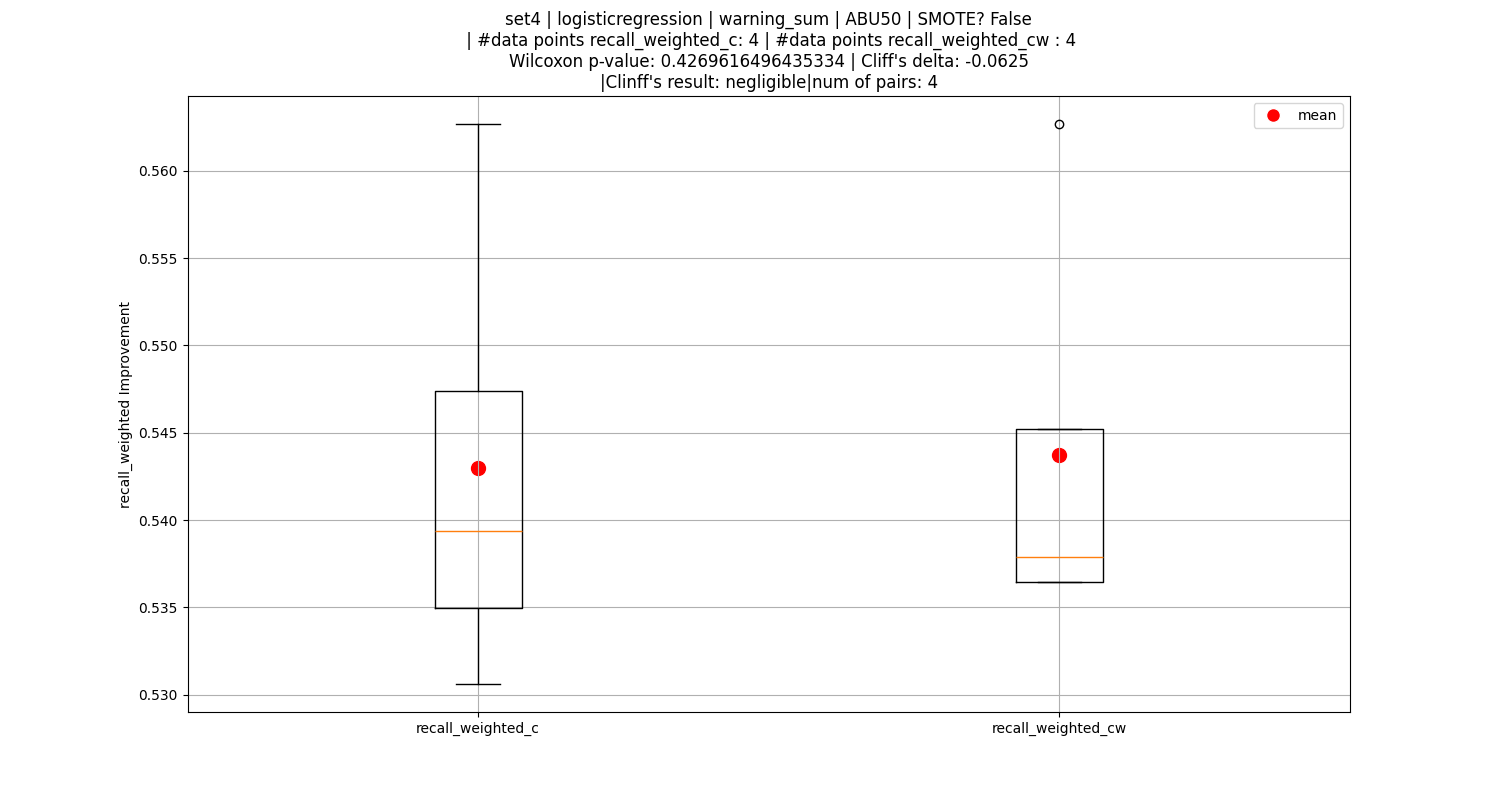 set4 | logisticregression | warning_sum | ABU50 | SMOTE? False
| #data points recall_weighted_c: 4 | #data points recall_weighted_cw : 4
Wilcoxon p-value: 0.4269616496435334 | Cliff's delta: -0.0625
|Clinff's result: negligible|num of pairs: 4
mean
recall_weighted Improvement
0.560
0.555
0.550
0.545
0.540
0.535
0.530
recall_weighted_c
recall_weighted_cw